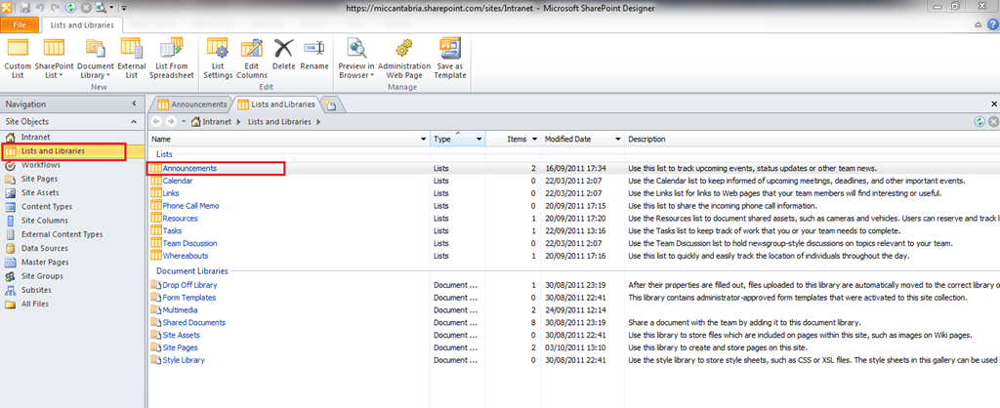 https://miccantabria.sharepoint.com/sites/Intranet - Microsoft SharePoint Designer
File Lists and Libraries
Custom List
SharePoint List
Document Library
External List
List From Spreadsheet
New
List Settings
Edit Columns
Delete
Rename
Edit
Preview in Browser
Administration Web Page
Save as Template
Manage
Navigation
Site Objects
Intranet
Lists and Libraries
Workflows
Site Pages
Site Assets
Content Types
Site Columns
External Content Types
Data Sources
Master Pages
Site Groups
Subsites
All Files
Announcements Lists and Libraries
Intranet Lists and Libraries
Name Type Items Modified Date Description
Lists
Announcements Lists 2 16/09/2011 17:34 Use this list to track upcoming events, status updates or other team news.
Calendar Lists 0 22/03/2011 2:07 Use the Calendar list to keep informed of upcoming meetings, deadlines, and other important events.
Links Lists 0 22/03/2011 2:07 Use the Links list for links to Web pages that your team members will find interesting or useful.
Phone Call Memo Lists 0 20/09/2011 17:15 Use this list to share the incoming phone call information.
Resources Lists 1 20/09/2011 17:17 Use the Resources list to document shared assets, such as cameras and vehicles. Users can reserve and track l
Tasks Lists 1 22/09/2011 13:16 Use the Tasks list to keep track of work that you or your team needs to complete.
Team Discussion Lists 0 22/03/2011 2:07 Use the Team Discussion list to hold newsgroup-style discussions on topics relevant to your team.
Whereabouts Lists 1 20/09/2011 17:16 Use this list to quickly and easily track the location of individuals throughout the day.
Document Libraries
Drop Off Library Document ... 1 30/08/2011 23:19 After their properties are filled out, files uploaded to this library are automatically moved to the correct library o
Form Templates Document ... 0 30/08/2011 22:41 This library contains administrator-approved form templates that were activated to this site collection.
Multimedia Document ... 2 24/09/2011 12:14
Shared Documents Document ... 8 30/08/2011 23:19 Share a document with the team by adding it to this document library.
Site Assets Document ... 0 30/08/2011 22:41 Use this library to store files which are included on pages within this site, such as images on Wiki pages.
Site Pages Document ... 2 03/10/2011 13:10 Use this library to create and store pages on this site.
Style Library Document ... 0 30/08/2011 22:41 Use the style library to store style sheets, such as CSS or XSL files. The style sheets in this gallery can be used